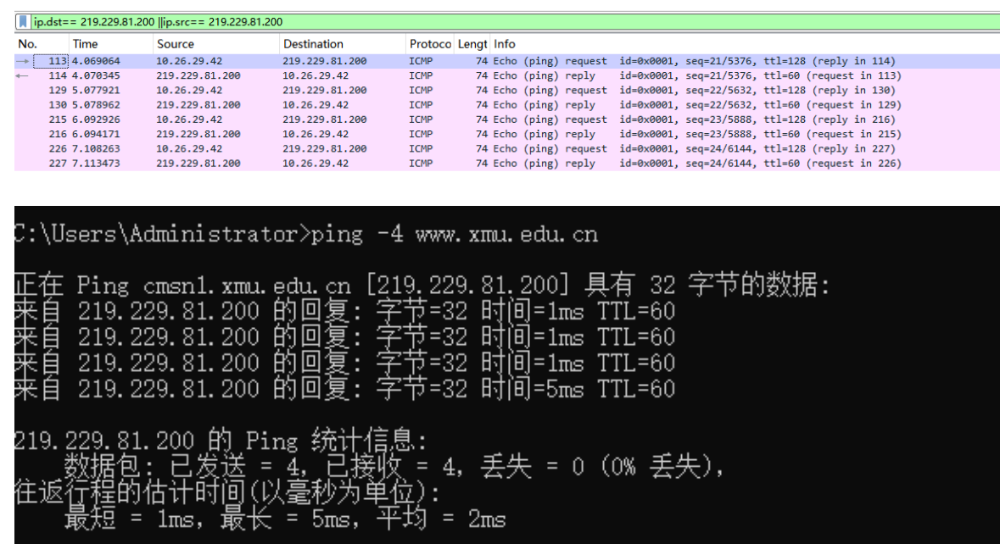 ip.dst== 219.229.81.200 ||ip.src== 219.229.81.200
No. Time Source Destination Protoco Lengt Info
113 4.069064 10.26.29.42 219.229.81.200 ICMP 74 Echo (ping) request id=0x0001, seq=21/5376, ttl=128 (reply in 114)
114 4.070345 219.229.81.200 10.26.29.42 ICMP 74 Echo (ping) reply id=0x0001, seq=21/5376, ttl=60 (request in 113)
129 5.077921 10.26.29.42 219.229.81.200 ICMP 74 Echo (ping) request id=0x0001, seq=22/5632, ttl=128 (reply in 130)
130 5.078962 219.229.81.200 10.26.29.42 ICMP 74 Echo (ping) reply id=0x0001, seq=22/5632, ttl=60 (request in 129)
215 6.092926 10.26.29.42 219.229.81.200 ICMP 74 Echo (ping) request id=0x0001, seq=23/5888, ttl=128 (reply in 216)
216 6.094171 219.229.81.200 10.26.29.42 ICMP 74 Echo (ping) reply id=0x0001, seq=23/5888, ttl=60 (request in 215)
226 7.108263 10.26.29.42 219.229.81.200 ICMP 74 Echo (ping) request id=0x0001, seq=24/6144, ttl=128 (reply in 227)
227 7.113473 219.229.81.200 10.26.29.42 ICMP 74 Echo (ping) reply id=0x0001, seq=24/6144, ttl=60 (request in 226)
C:\Users\Administrator>ping -4 www.xmu.edu.cn
正在 Ping cmsn1.xmu.edu.cn [219.229.81.200] 具有 32 字节的数据:
来自 219.229.81.200 的回复: 字节=32 时间=1ms TTL=60
来自 219.229.81.200 的回复: 字节=32 时间=1ms TTL=60
来自 219.229.81.200 的回复: 字节=32 时间=1ms TTL=60
来自 219.229.81.200 的回复: 字节=32 时间=5ms TTL=60
219.229.81.200 的 Ping 统计信息:
数据包: 已发送 = 4, 已接收 = 4, 丢失 = 0 (0% 丢失),
往返行程的估计时间(以毫秒为单位):
最短 = 1ms, 最长 = 5ms, 平均 = 2ms